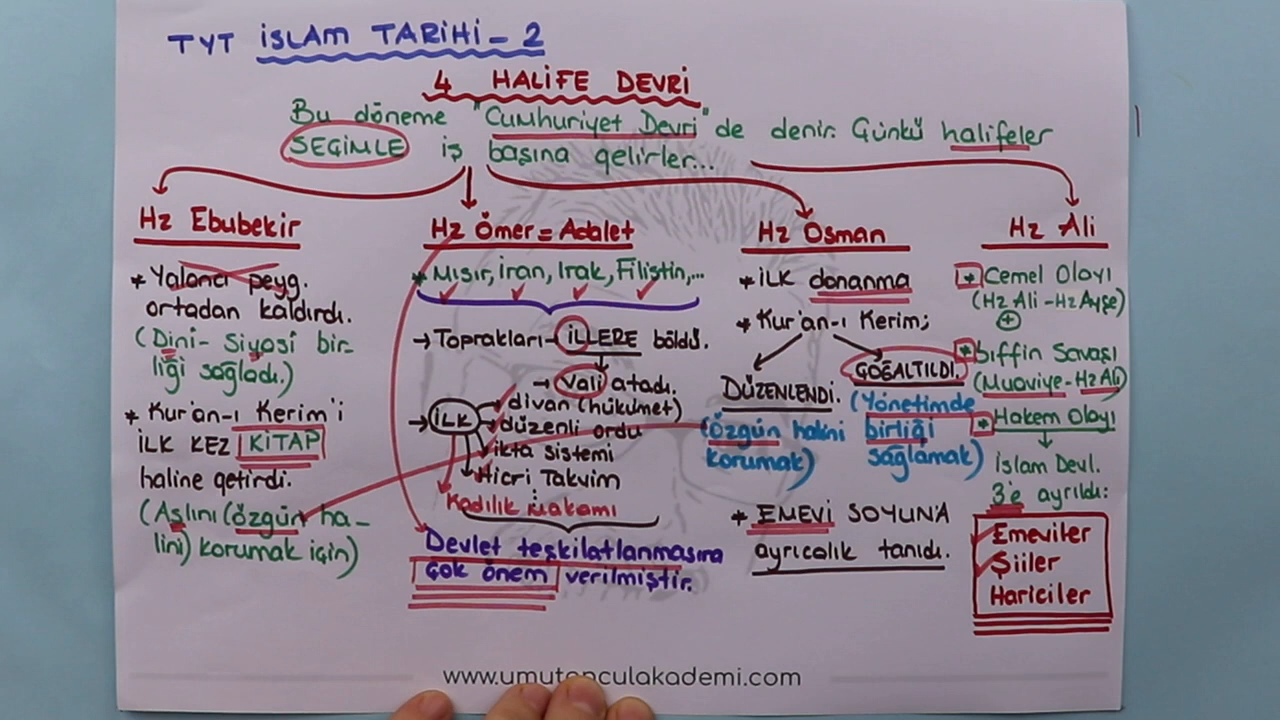 TYT İSLAM TARİHİ - 2
4 HALİFE DEVRİ
Bu döneme "Cumhuriyet Devri" de denir. Günkü halifeler
SEÇİMLE iş başına gelirler...
Hz Ebubekir
* Yalancı peyg.
ortadan kaldırdı.
(Dini - Siyasi bir-
liği sağladı.)
* Kur'an-ı Kerim'i
İLK KEZ KİTAP
haline getirdi.
(Aslını (özgün ha-
lini) korumak için)
Hz Ömer = Adalet
* Mısır, İran, Irak, Filistin,...
→ Toprakları İLLERE böldü.
→ Vali atadı.
→ İLK
divan (hükümet)
düzenli ordu
ikta sistemi
Hicri Takvim
Kadılık makamı
Devlet teşkilatlanmasına
çok önem verilmiştir.
Hz Osman
* İLK donanma
* Kur'an-ı Kerim;
DÜZENLENDİ.
(Özgün halini
korumak)
ÇOĞALTILDI.
(Yönetimde
birliği
sağlamak)
* EMEVİ SOYUNA
ayrıcalık tanıdı.
Hz Ali
* Cemel Olayı
(Hz Ali - Hz Ayşe)
+
* Sıffin Savaşı
(Muaviye - Hz Ali)
* Hakem Olayı
İslam Devl.
3'e ayrıldı:
Emeviler
Şiiler
Hariciler